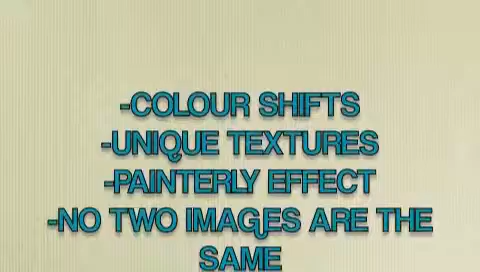 -COLOUR SHIFTS
-UNIQUE TEXTURES
-PAINTERLY EFFECT
-NO TWO IMAGES ARE THE
SAME